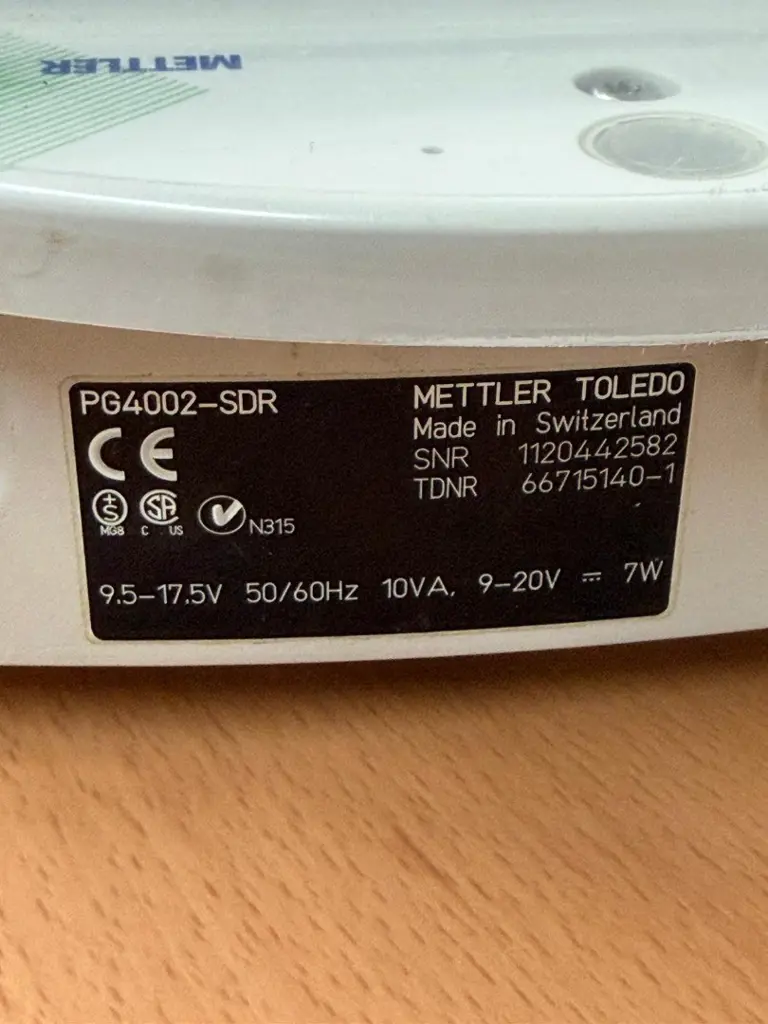 METTLER
PG4002-SDR
METTLER TOLEDO
Made in Switzerland
SNR 1120442582
TDNR 66715140-1
CE
S
MG8
SA
C US
N315
9.5-17.5V 50/60Hz 10VA, 9-20V ⎓ 7W